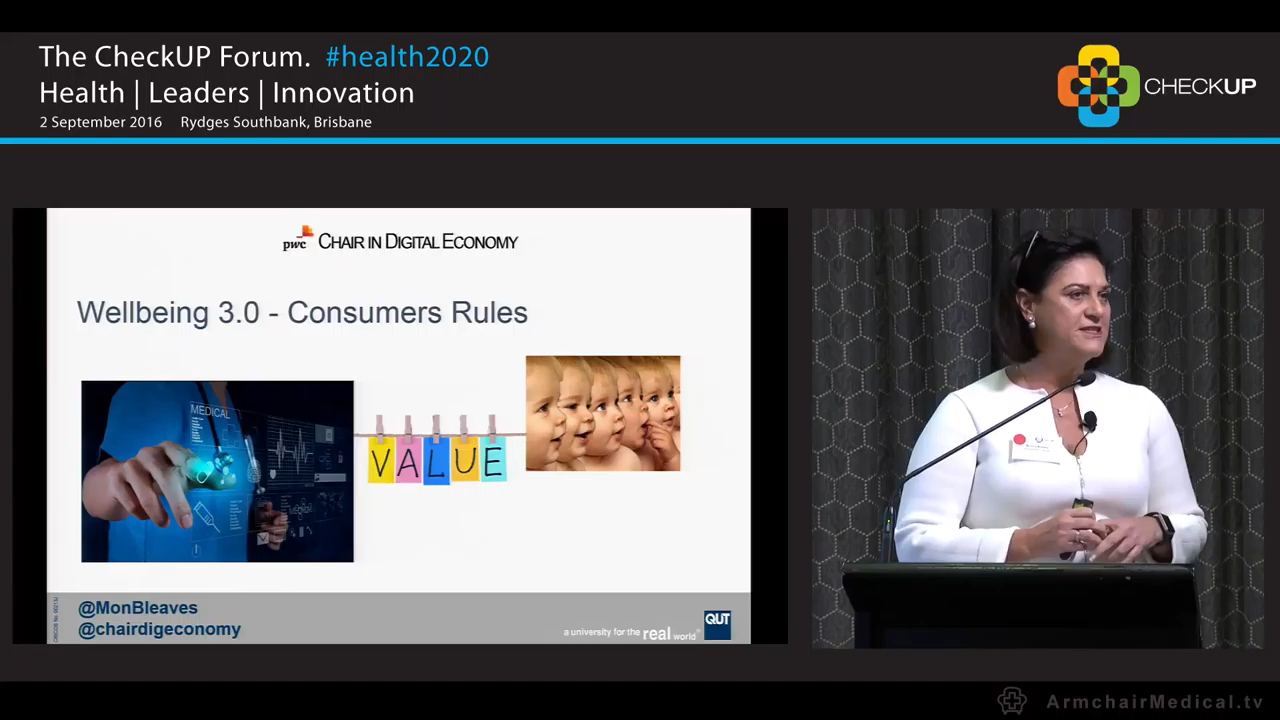 The CheckUP Forum. #health2020
Health | Leaders | Innovation
2 September 2016 Rydges Southbank, Brisbane
CHECKUP
pwc CHAIR IN DIGITAL ECONOMY
Wellbeing 3.0 - Consumers Rules
MEDICAL
VALUE
@MonBleaves
@chairdigeconomy
a university for the real world
QUT
ArmchairMedical.tv